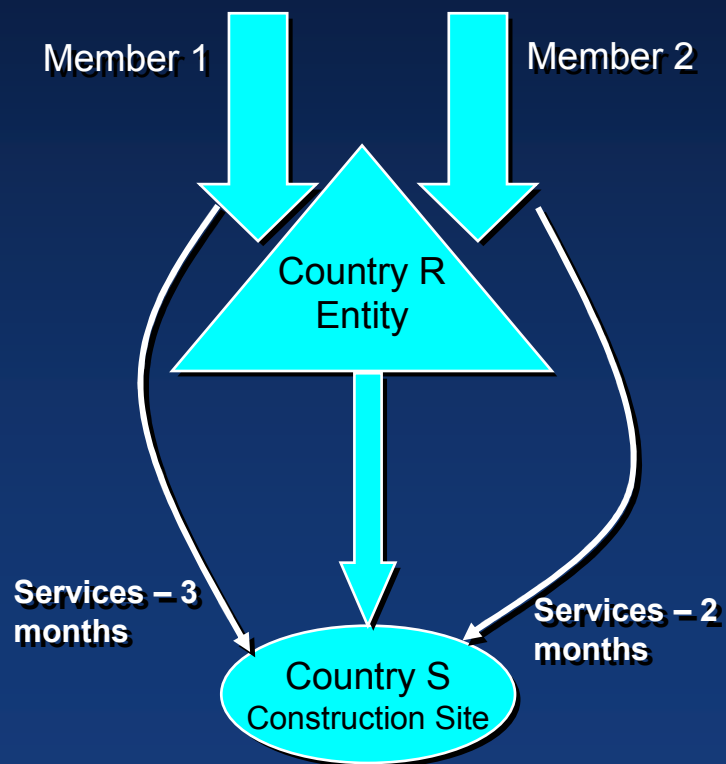 Member 1
Member 2
Country R
Entity
Services – 3
months
Services – 2
months
Country S
Construction Site